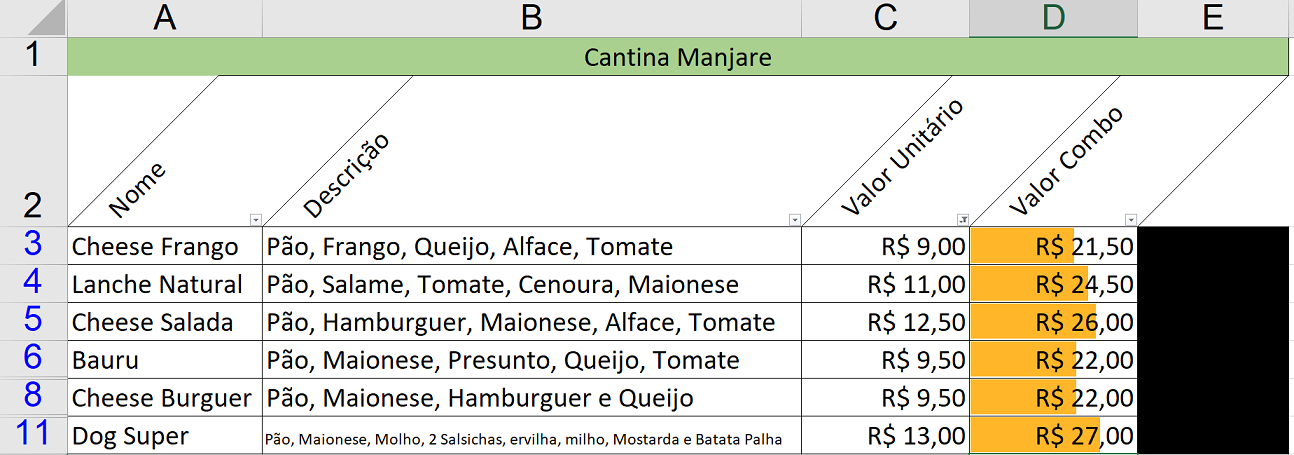 A B C D E
1 Cantina Manjare
2 Nome Descrição Valor Unitário Valor Combo
3 Cheese Frango Pão, Frango, Queijo, Alface, Tomate R$ 9,00 R$ 21,50
4 Lanche Natural Pão, Salame, Tomate, Cenoura, Maionese R$ 11,00 R$ 24,50
5 Cheese Salada Pão, Hamburguer, Maionese, Alface, Tomate R$ 12,50 R$ 26,00
6 Bauru Pão, Maionese, Presunto, Queijo, Tomate R$ 9,50 R$ 22,00
8 Cheese Burguer Pão, Maionese, Hamburguer e Queijo R$ 9,50 R$ 22,00
11 Dog Super Pão, Maionese, Molho, 2 Salsichas, ervilha, milho, Mostarda e Batata Palha R$ 13,00 R$ 27,00